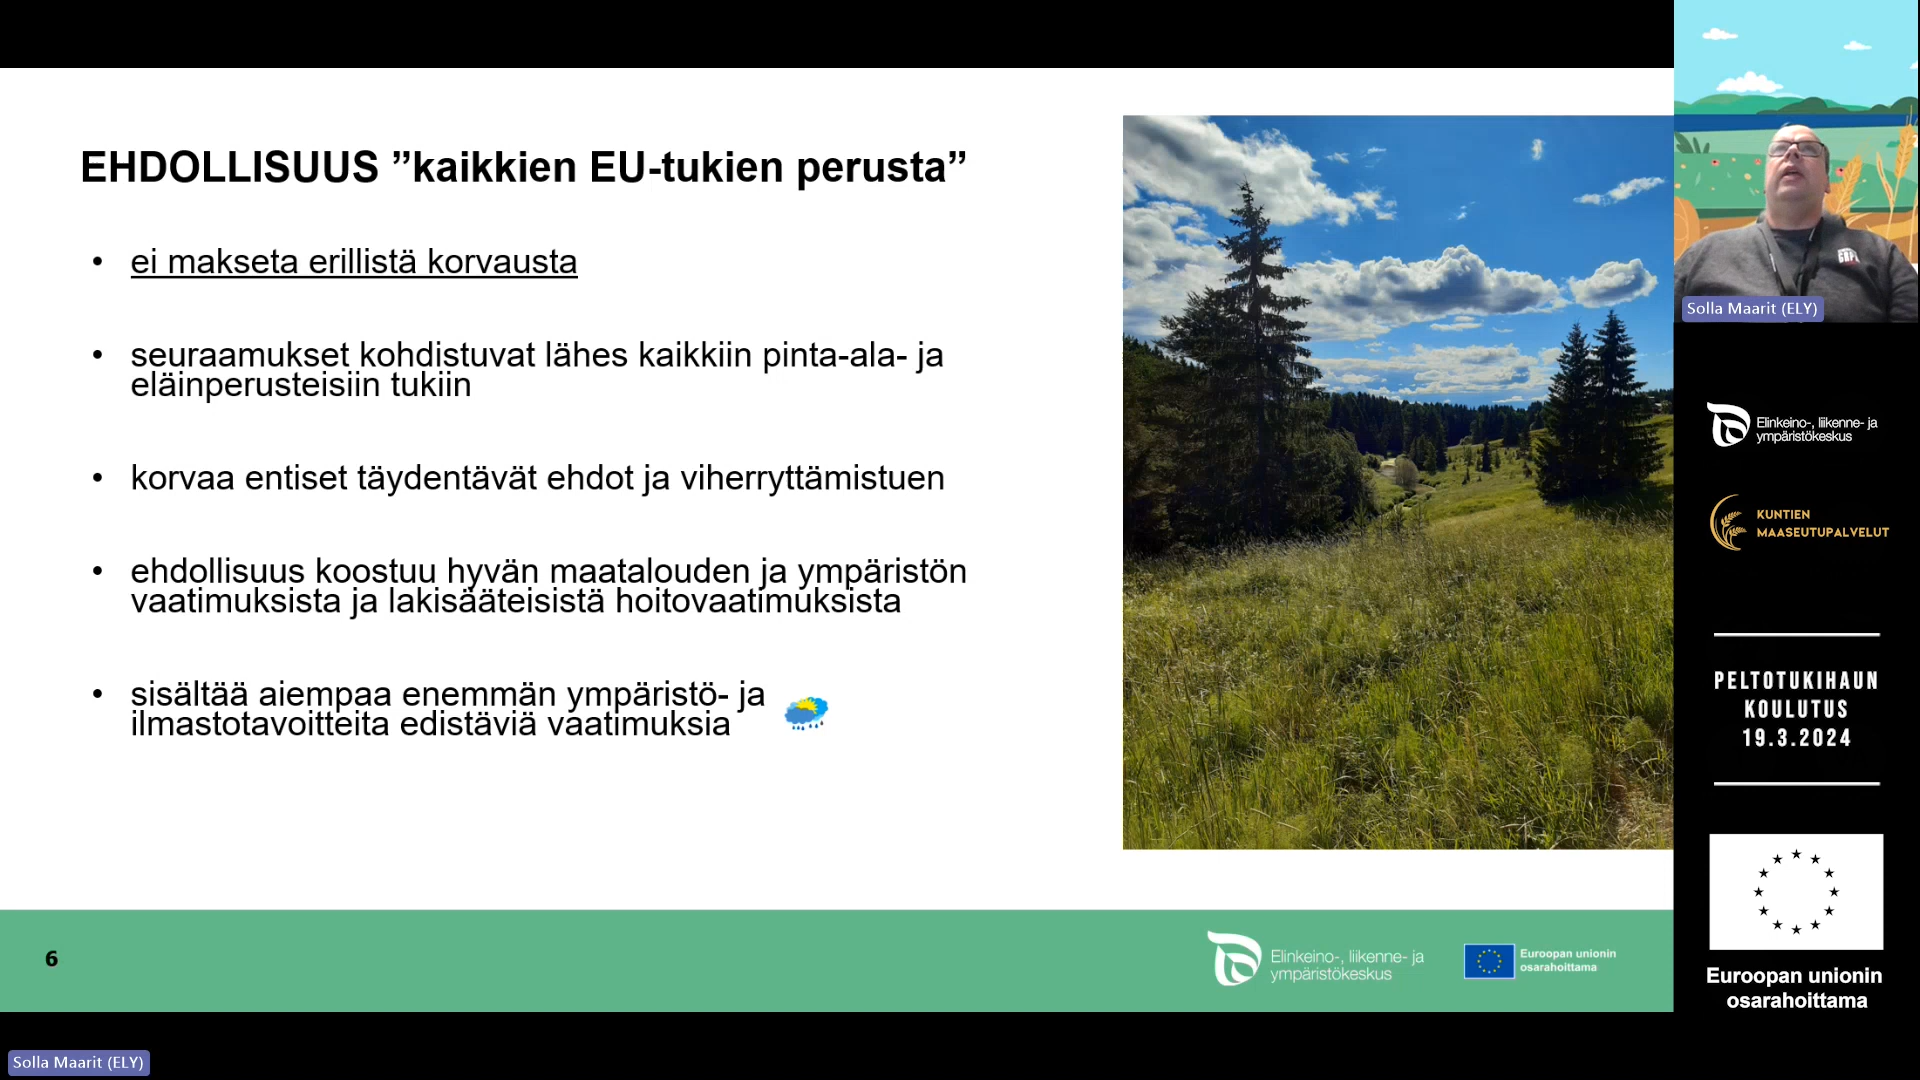 EHDOLLISUUS ”kaikkien EU-tukien perusta”
• ei makseta erillistä korvausta
• seuraamukset kohdistuvat lähes kaikkiin pinta-ala- ja
eläinperusteisiin tukiin
• korvaa entiset täydentävät ehdot ja viherryttämistuen
• ehdollisuus koostuu hyvän maatalouden ja ympäristön
vaatimuksista ja lakisääteisistä hoitovaatimuksista
• sisältää aiempaa enemmän ympäristö- ja
ilmastotavoitteita edistäviä vaatimuksia
6
Elinkeino-, liikenne- ja
ympäristökeskus
Euroopan unionin
osarahoittama
Solla Maarit (ELY)
Elinkeino-, liikenne- ja
ympäristökeskus
KUNTIEN
MAASEUTUPALVELUT
PELTOTUKIHAUN
KOULUTUS
19.3.2024
Euroopan unionin
osarahoittama
Solla Maarit (ELY)